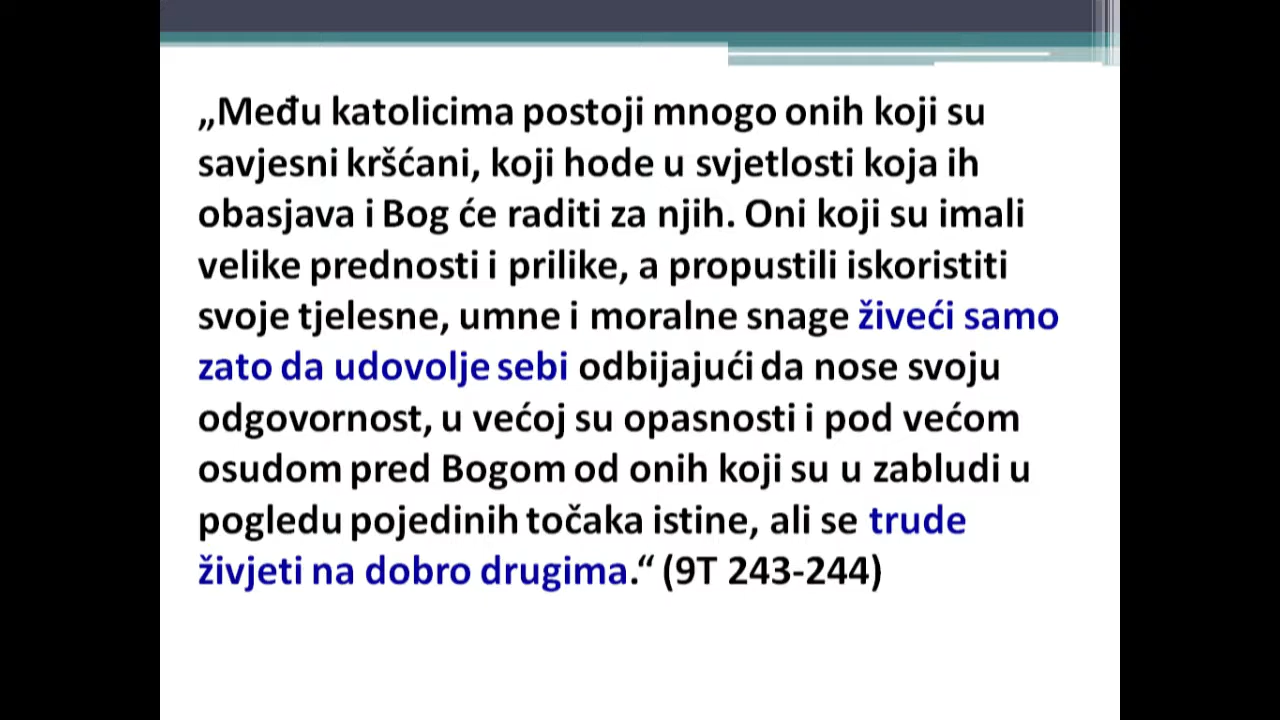 „Među katolicima postoji mnogo onih koji su
savjesni kršćani, koji hode u svjetlosti koja ih
obasjava i Bog će raditi za njih. Oni koji su imali
velike prednosti i prilike, a propustili iskoristiti
svoje tjelesne, umne i moralne snage živeći samo
zato da udovolje sebi odbijajući da nose svoju
odgovornost, u većoj su opasnosti i pod većom
osudom pred Bogom od onih koji su u zabludi u
pogledu pojedinih točaka istine, ali se trude
živjeti na dobro drugima.“ (9T 243-244)